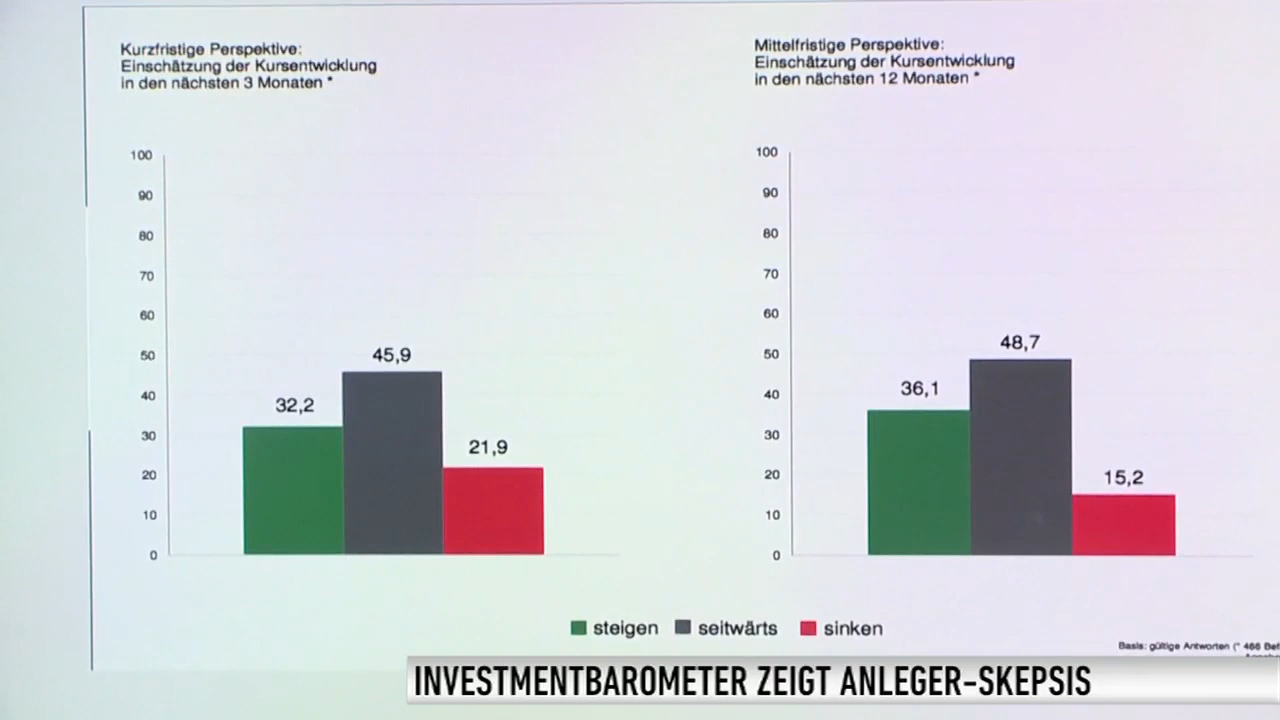 Kurzfristige Perspektive:
Einschätzung der Kursentwicklung
in den nächsten 3 Monaten *
100
90
80
70
60
50
40
30
20
10
0
32,2
45,9
21,9
Mittelfristige Perspektive:
Einschätzung der Kursentwicklung
in den nächsten 12 Monaten *
100
90
80
70
60
50
40
30
20
10
0
36,1
48,7
15,2
steigen
seitwärts
sinken
Basis: gültige Antworten (* 466
INVESTMENTBAROMETER ZEIGT ANLEGER-SKEPSIS